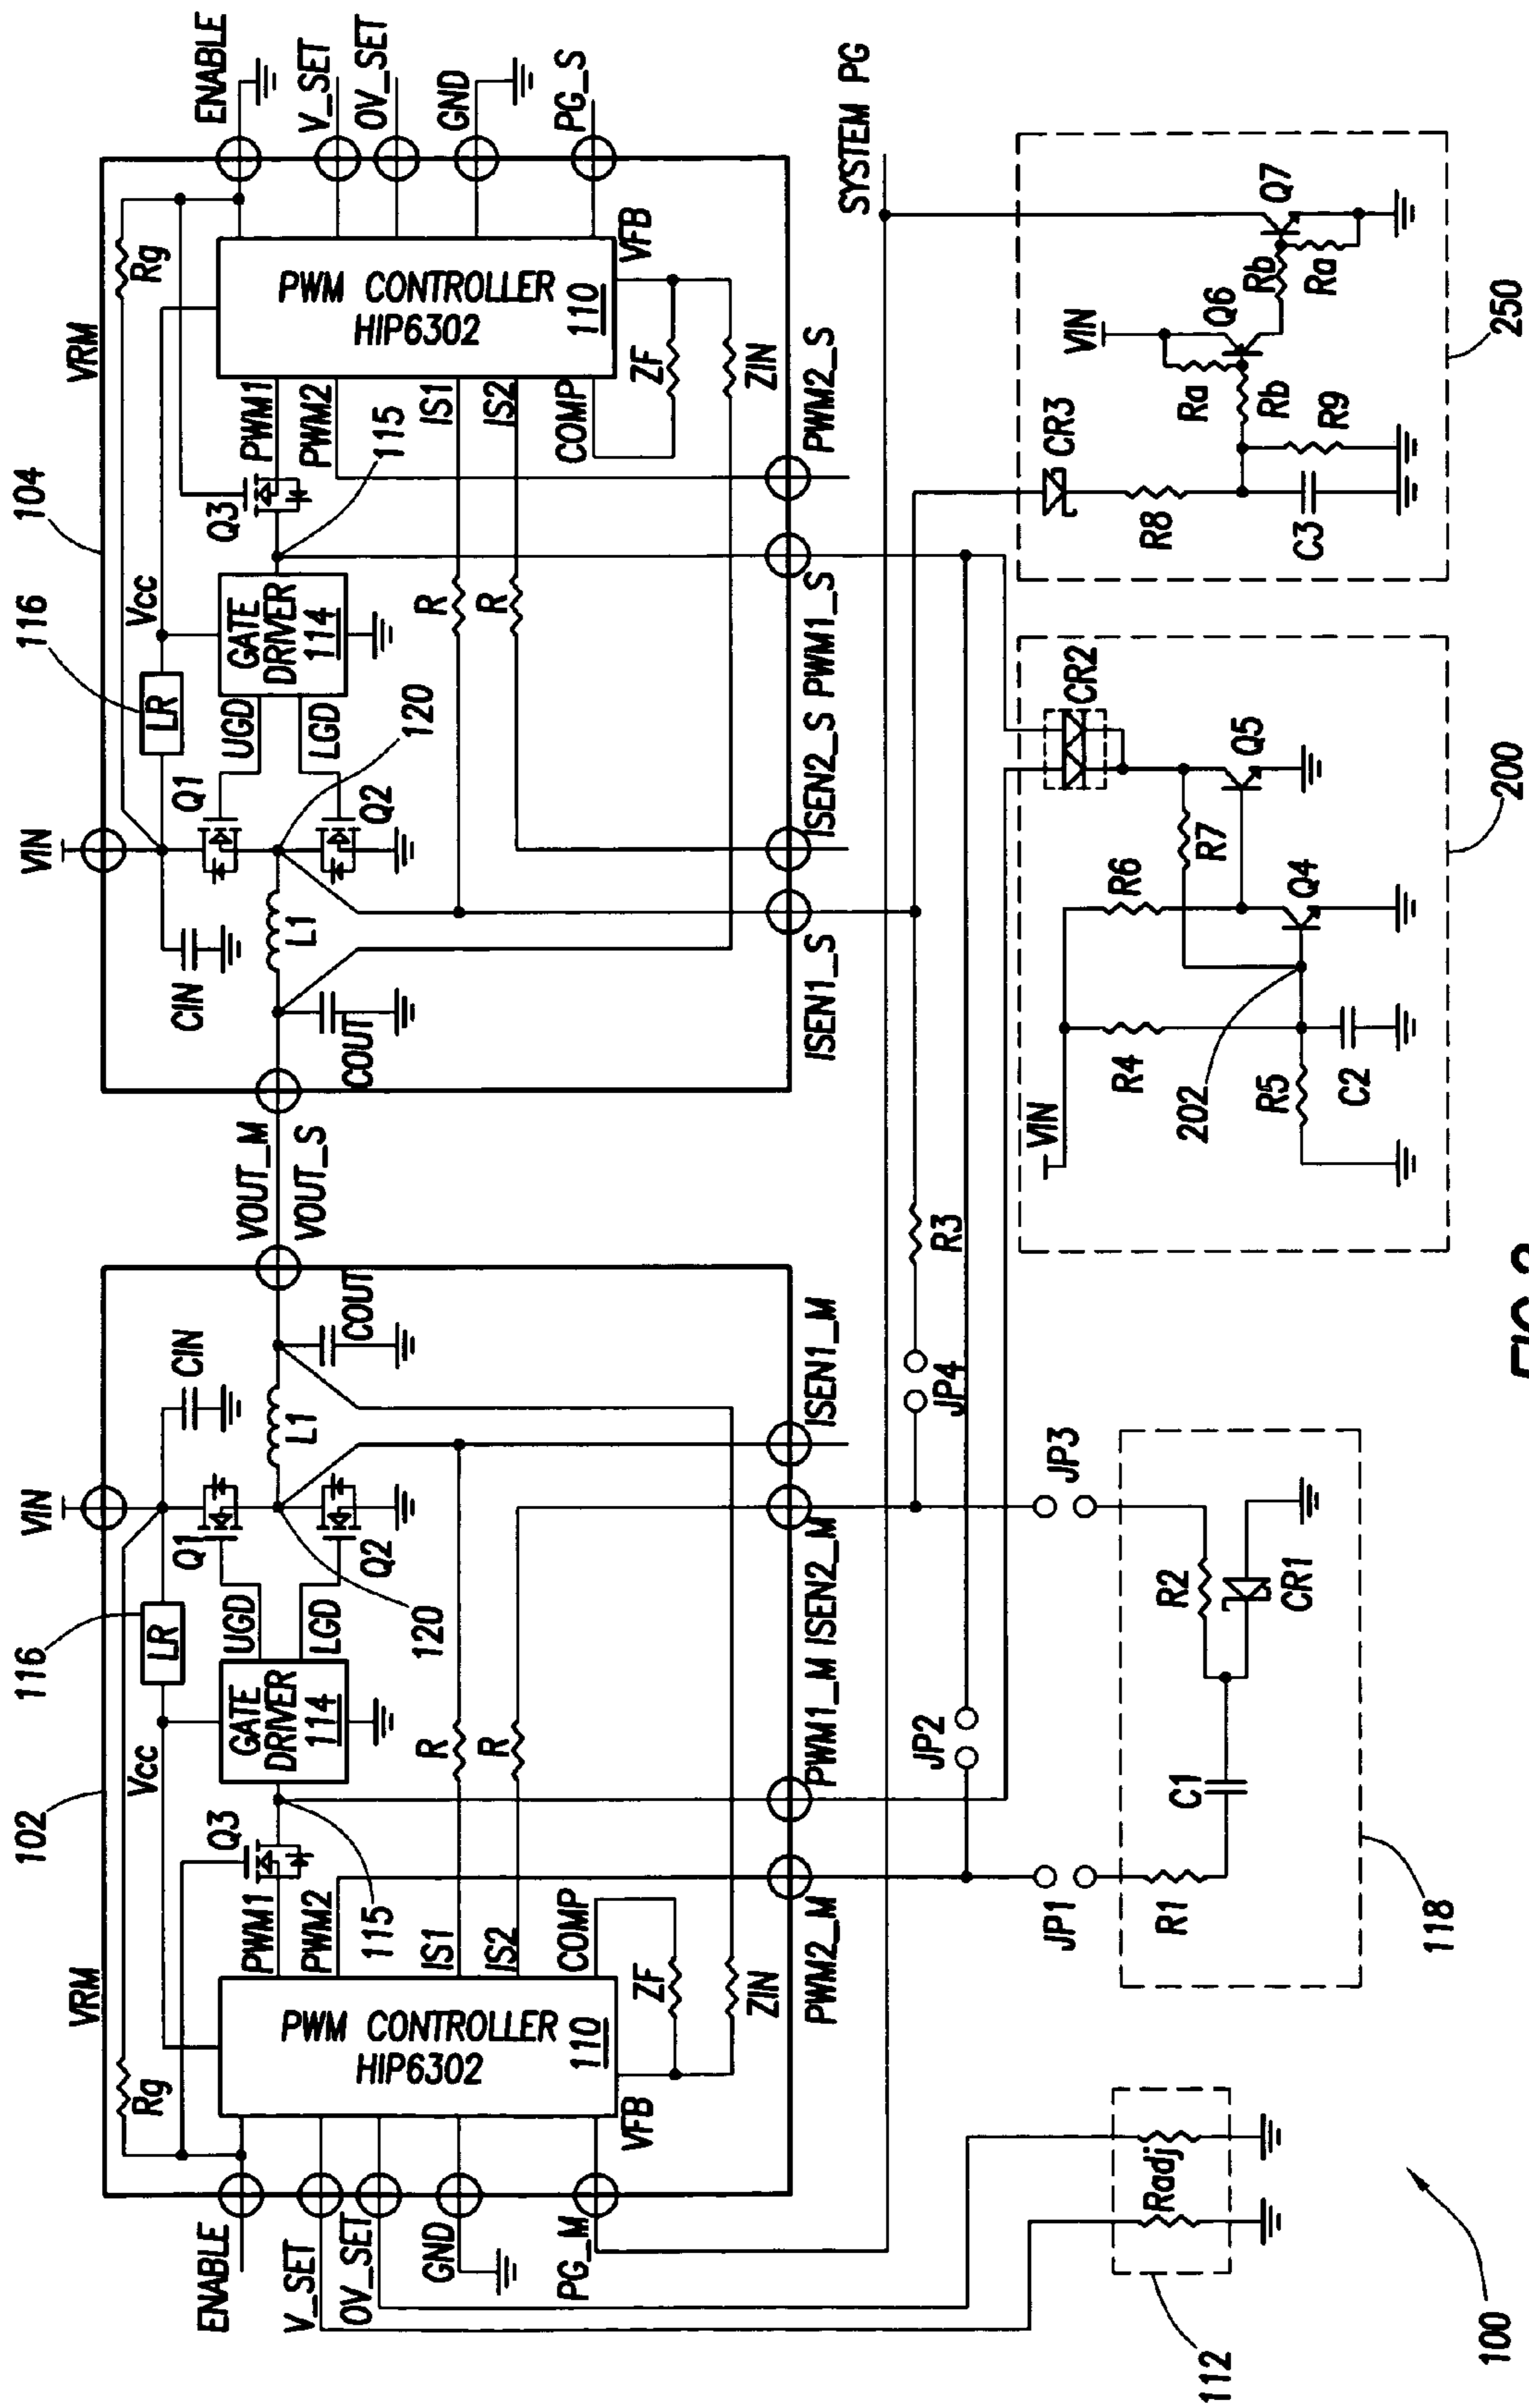 VRM
102
116
VIN
Rg
Vcc
LR
CIN
Q3
Q1
UGD
GATE
DRIVER
114
LGD
Q2
L1
COUT
ENABLE
V_SET
OV_SET
GND
PG_M
PWM CONTROLLER
HIP6302
110
PWM1
PWM2
115
120
IS1
IS2
R
R
COMP
VFB
ZF
ZIN
PWM2_M
PWM1_M
ISEN2_M
ISEN1_M
VOUT_M
VOUT_S
116
104
VRM
VIN
Vcc
LR
Rg
CIN
Q1
Q3
UGD
GATE
DRIVER
114
LGD
Q2
L1
COUT
120
115
PWM1
PWM2
PWM CONTROLLER
HIP6302
110
IS1
IS2
R
R
COMP
VFB
ZF
ZIN
ENABLE
V_SET
OV_SET
GND
PG_S
ISEN1_S
ISEN2_S
PWM1_S
PWM2_S
SYSTEM PG
JP2
JP4
R3
JP1
JP3
Radj
112
R1
C1
R2
CR1
118
VIN
R4
R6
R7
CR2
202
R5
C2
Q4
Q5
200
CR3
R8
C3
R9
VIN
Ra
Rb
Q6
Rb
Ra
Q7
250
100